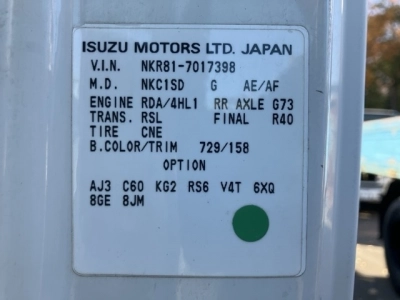 ISUZU MOTORS LTD. JAPAN
V.I.N. NKR81-7017398
M.D. NKC1SD G AE/AF
ENGINE RDA/4HL1 RR AXLE G73
TRANS. RSL FINAL R40
TIRE CNE
B.COLOR/TRIM 729/158
OPTION
AJ3 C60 KG2 RS6 V4T 6XQ
8GE 8JM